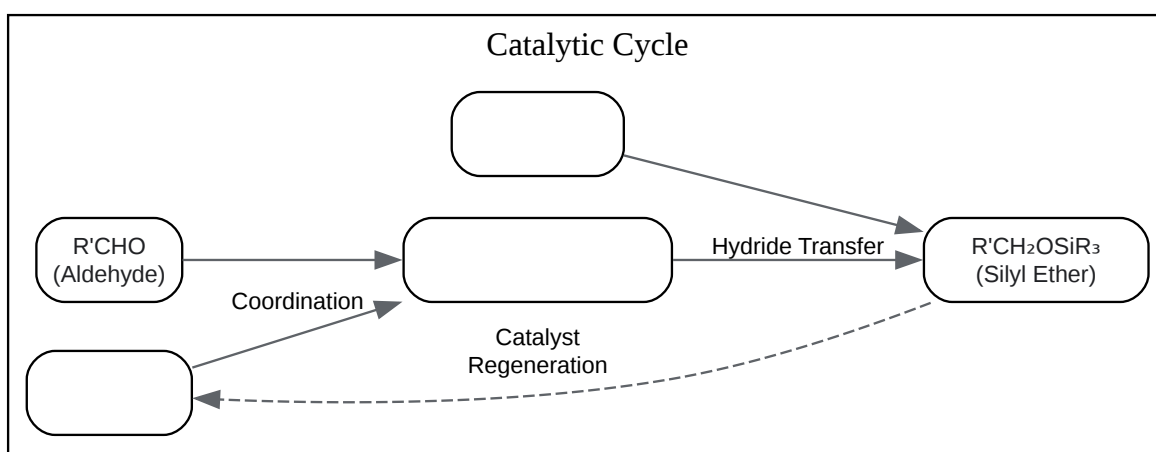 Catalytic Cycle
R'CHO
(Aldehyde)
Hydride Transfer
R'CH₂OSiR₃
(Silyl Ether)
Coordination
Catalyst
Regeneration